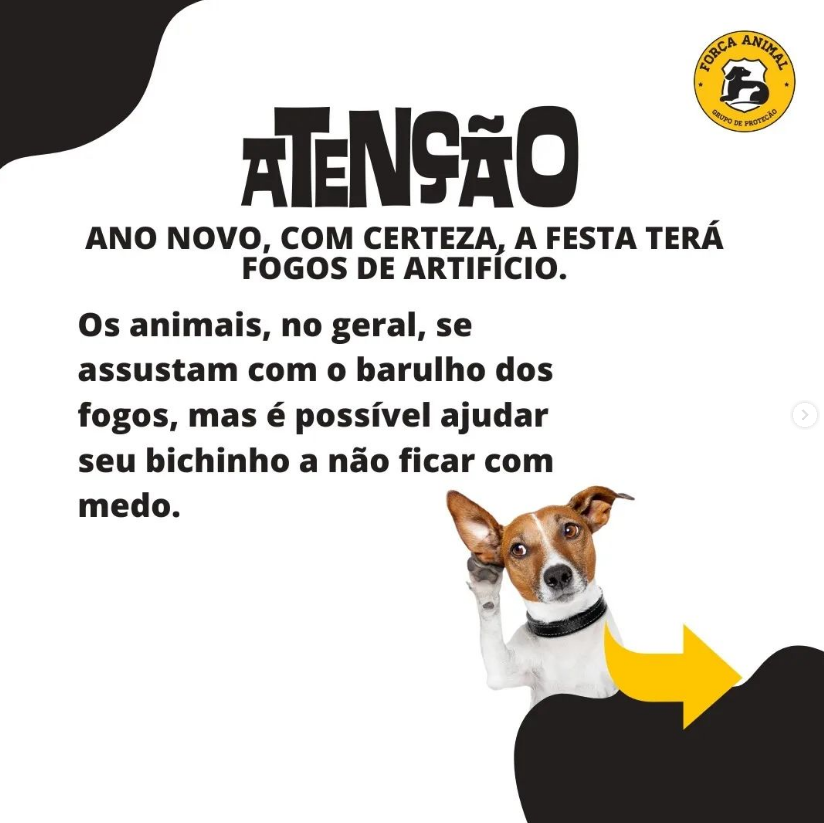 FORÇA ANIMAL
GRUPO DE PROTEÇÃO
ATENÇÃO
ANO NOVO, COM CERTEZA, A FESTA TERÁ
FOGOS DE ARTIFÍCIO.
Os animais, no geral, se
assustam com o barulho dos
fogos, mas é possível ajudar
seu bichinho a não ficar com
medo.